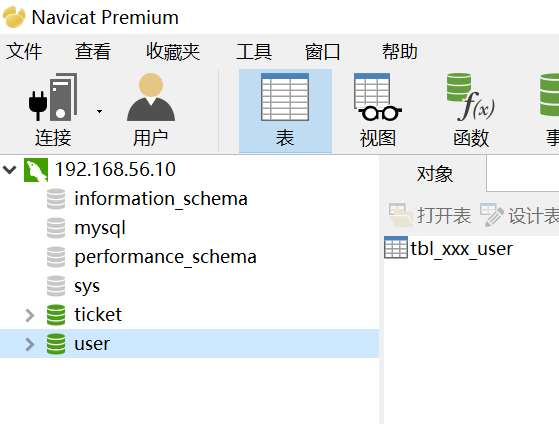 Navicat Premium
文件 查看 收藏夹 工具 窗口 帮助
f(x)
连接 用户 表 视图 函数 事
192.168.56.10 对象
information_schema
打开表 设计表
mysql
tbl_xxx_user
performance_schema
sys
ticket
user